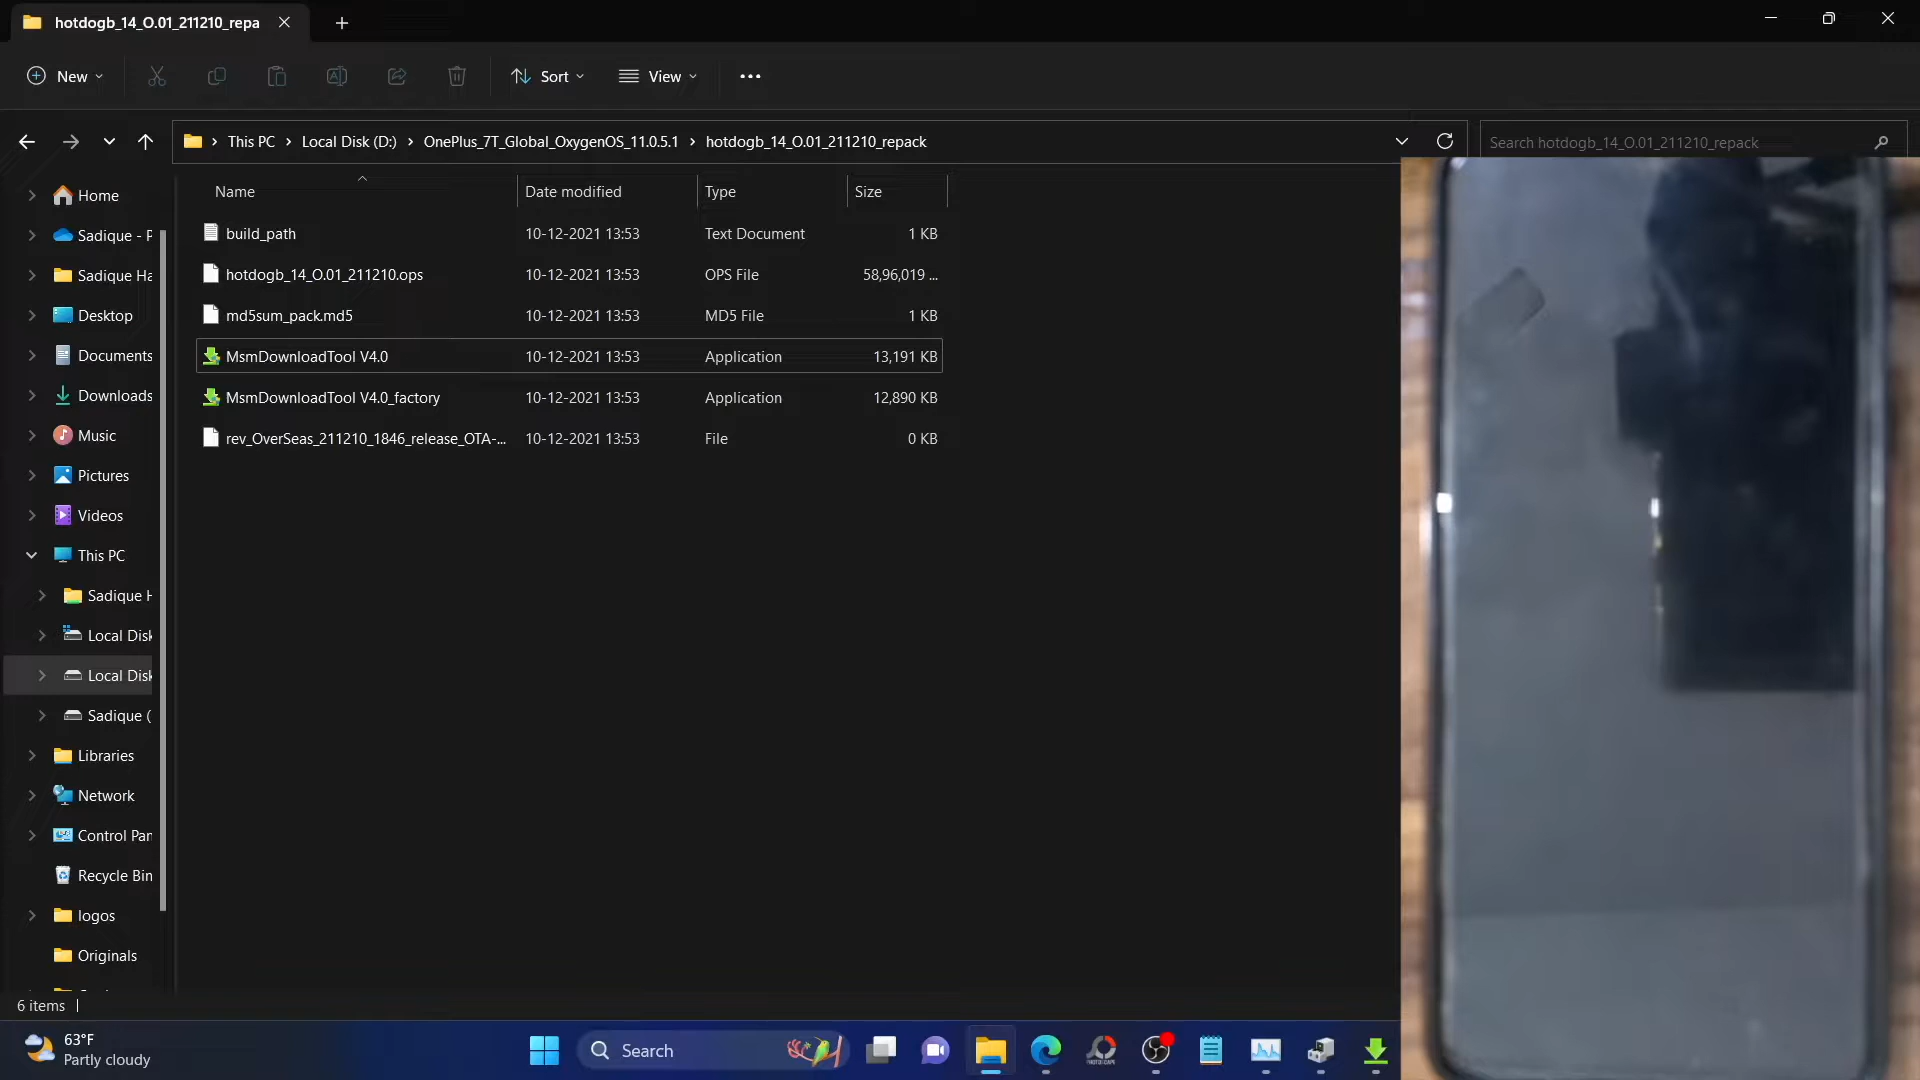 hotdogb_14_O.01_211210_repa
New
Sort
View
This PC
Local Disk (D:)
OnePlus_7T_Global_OxygenOS_11.0.5.1
hotdogb_14_O.01_211210_repack
Search hotdogb_14_O.01_211210_repack
Name
Date modified
Type
Size
build_path
10-12-2021 13:53
Text Document
1 KB
hotdogb_14_O.01_211210.ops
10-12-2021 13:53
OPS File
58,96,019 ...
md5sum_pack.md5
10-12-2021 13:53
MD5 File
1 KB
MsmDownloadTool V4.0
10-12-2021 13:53
Application
13,191 KB
MsmDownloadTool V4.0_factory
10-12-2021 13:53
Application
12,890 KB
rev_OverSeas_211210_1846_release_OTA-...
10-12-2021 13:53
File
0 KB
Home
Sadique - P
Sadique Ha
Desktop
Documents
Downloads
Music
Pictures
Videos
This PC
Sadique H
Local Disk
Local Disk
Sadique (
Libraries
Network
Control Pan
Recycle Bin
logos
Originals
6 items
63°F
Partly cloudy
Search